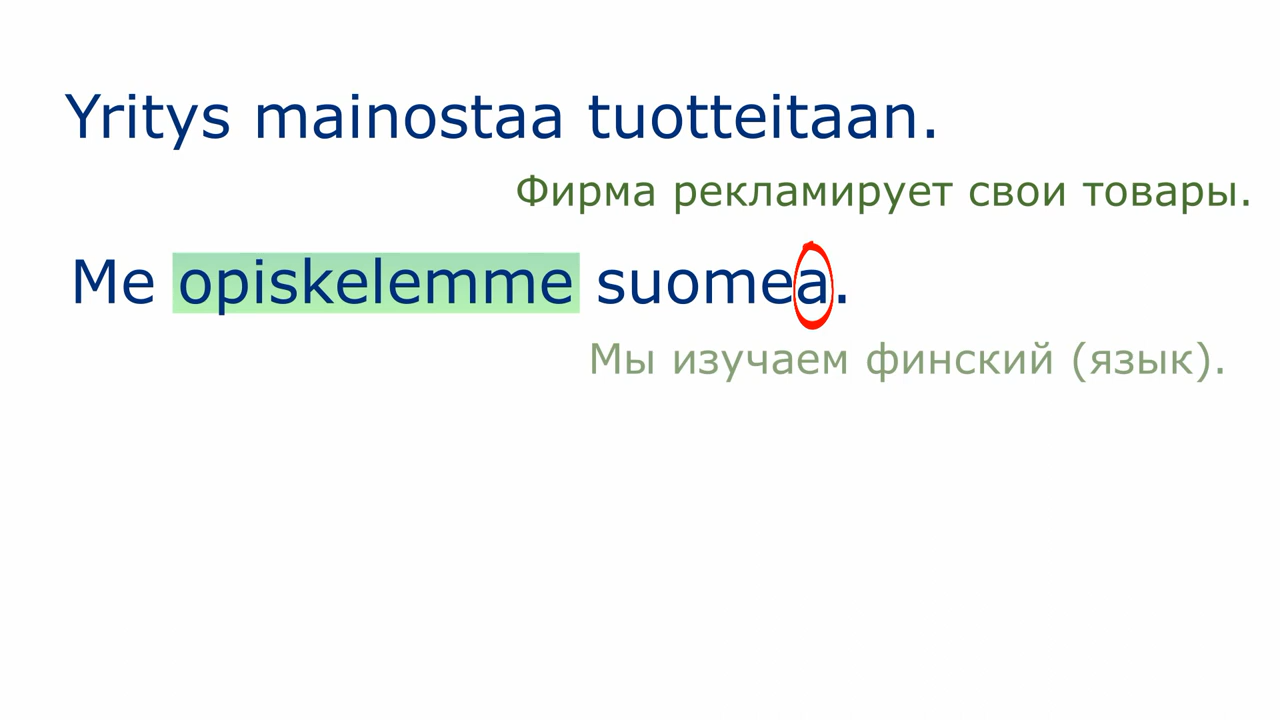 Yritys mainostaa tuotteitaan.
Фирма рекламирует свои товары.
Me opiskelemme suomea.
Мы изучаем финский (язык).